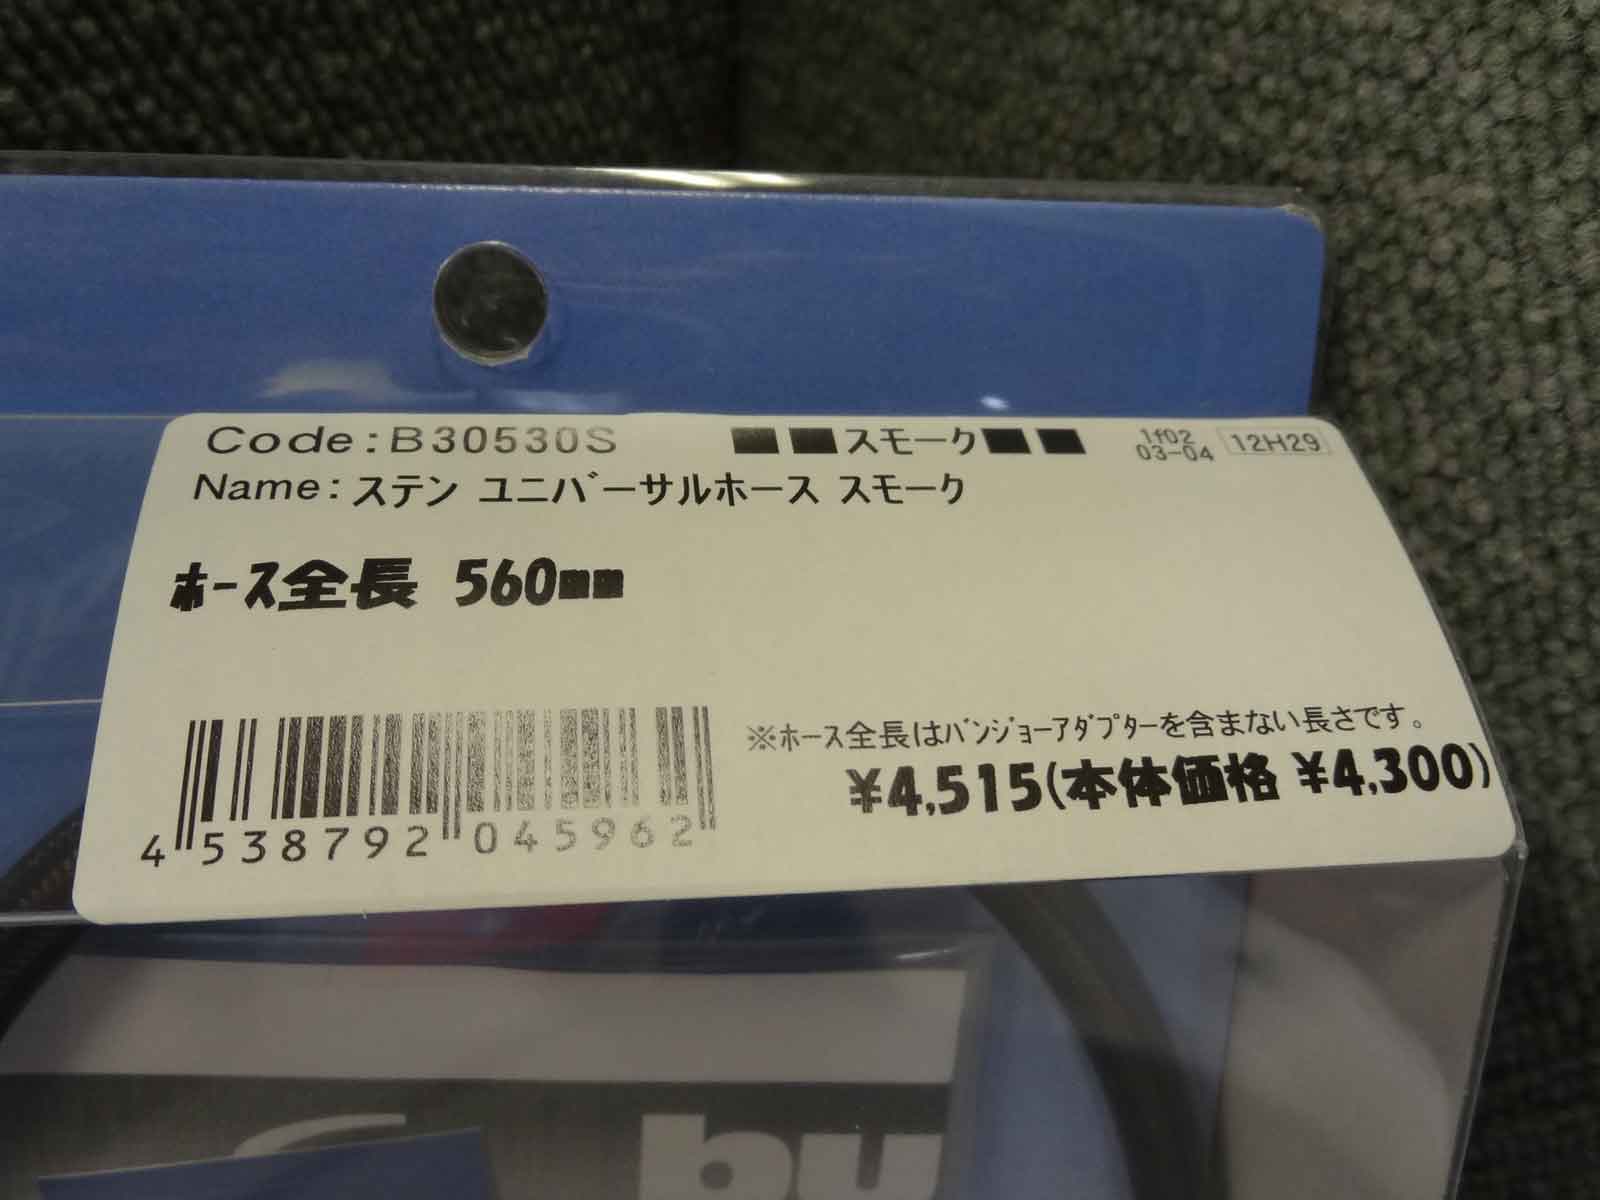 Code:B30530S ■■スモーク■■ 1f02 12H29
03-04
Name:ステン ユニバーサルホース スモーク
ホース全長 560mm
※ホース全長はバンジョーアダプターを含まない長さです。
¥4,515(本体価格 ¥4,300)
4 538792 045962
bu